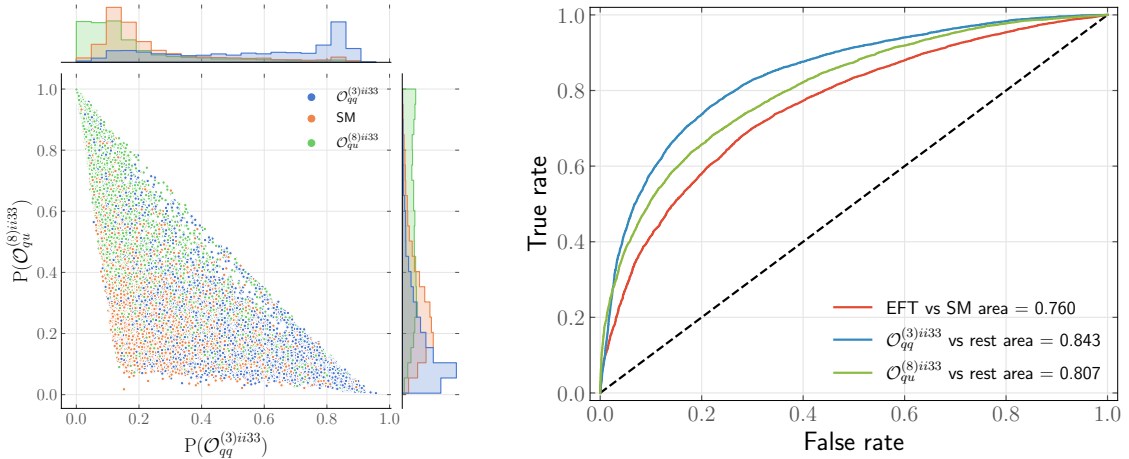 1.0
0.8
0.6
0.4
0.2
0.0
P(𝒪_{qu}^{(8)ii33})
𝒪_{qq}^{(3)ii33}
SM
𝒪_{qu}^{(8)ii33}
0.0 0.2 0.4 0.6 0.8 1.0
P(𝒪_{qq}^{(3)ii33})
1.0
0.8
0.6
0.4
0.2
0.0
True rate
EFT vs SM area = 0.760
𝒪_{qq}^{(3)ii33} vs rest area = 0.843
𝒪_{qu}^{(8)ii33} vs rest area = 0.807
0.0 0.2 0.4 0.6 0.8 1.0
False rate